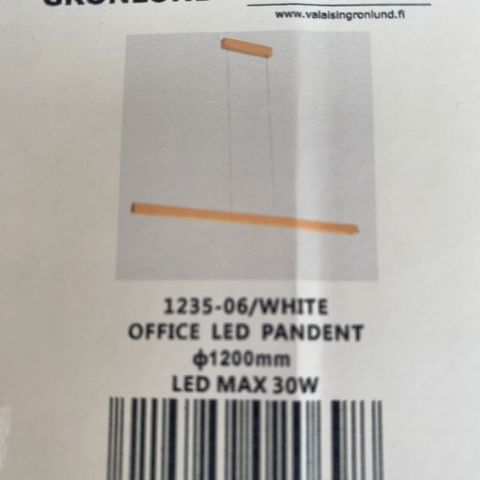 www.valaisingronlund.fi
1235-06/WHITE
OFFICE LED PANDENT
ϕ1200mm
LED MAX 30W